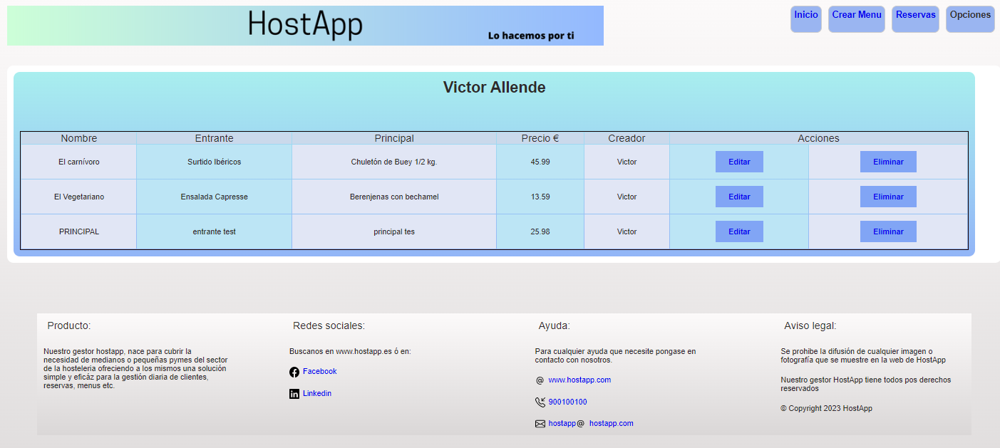 HostApp
Lo hacemos por ti
Inicio Crear Menu Reservas Opciones
Victor Allende
Nombre Entrante Principal Precio € Creador Acciones
El carnívoro Surtido Ibéricos Chuletón de Buey 1/2 kg. 45.99 Victor Editar Eliminar
El Vegetariano Ensalada Capresse Berenjenas con bechamel 13.59 Victor Editar Eliminar
PRINCIPAL entrante test principal tes 25.98 Victor Editar Eliminar
Producto:
Nuestro gestor hostapp, nace para cubrir la
necesidad de medianos o pequeñas pymes del sector
de la hosteleria ofreciendo a los mismos una solución
simple y eficáz para la gestión diaria de clientes,
reservas, menus etc.
Redes sociales:
Buscanos en www.hostapp.es ó en:
Facebook
Linkedin
Ayuda:
Para cualquier ayuda que necesite pongase en
contacto con nosotros.
@ www.hostapp.com
900100100
hostapp@ hostapp.com
Aviso legal:
Se prohibe la difusión de cualquier imagen o
fotografía que se muestre en la web de HostApp
Nuestro gestor HostApp tiene todos pos derechos
reservados
© Copyright 2023 HostApp